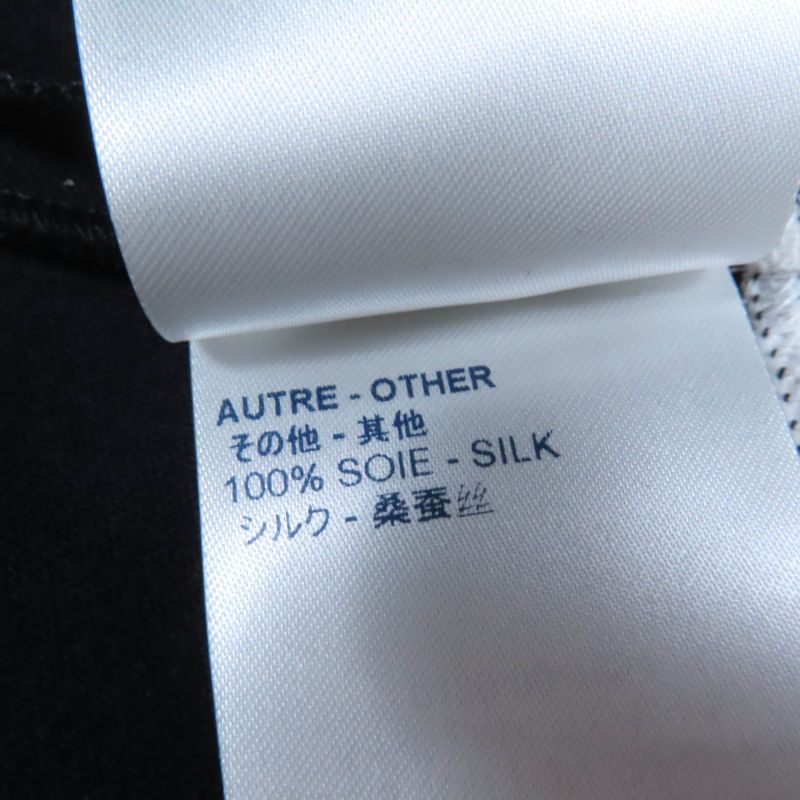 AUTRE - OTHER
その他 - 其他
100% SOIE - SILK
シルク - 桑蚕丝